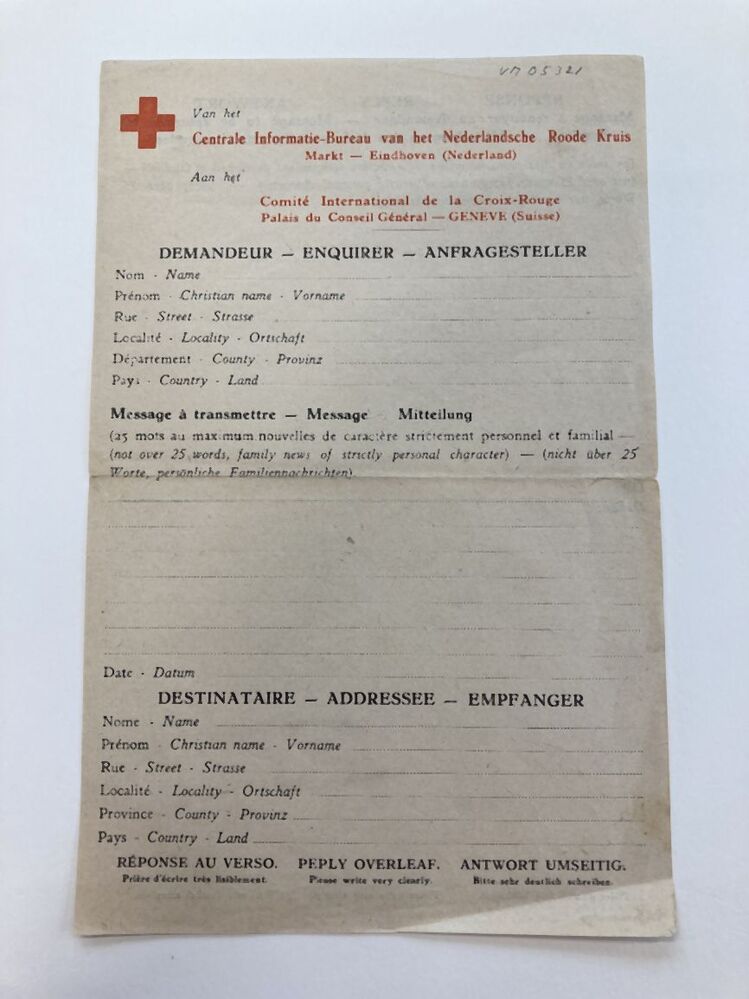 VM 05321
Van het
Centrale Informatie-Bureau van het Nederlandsche Roode Kruis
Markt — Eindhoven (Nederland)
Aan het
Comité International de la Croix-Rouge
Palais du Conseil Général — GENEVE (Suisse)
DEMANDEUR — ENQUIRER — ANFRAGESTELLER
Nom - Name
Prénom - Christian name - Vorname
Rue - Street - Strasse
Localité - Locality - Ortschaft
Département - County - Provinz
Pays - Country - Land
Message à transmettre — Message - Mitteilung
(25 mots au maximum nouvelles de caractère strictement personnel et familial —
(not over 25 words, family news of strictly personal character) — (nicht über 25
Worte, persönliche Familiennachrichten).
Date - Datum
DESTINATAIRE — ADDRESSEE — EMPFANGER
Nome - Name
Prénom - Christian name - Vorname
Rue - Street - Strasse
Localité - Locality - Ortschaft
Province - County - Provinz
Pays - Country - Land
RÉPONSE AU VERSO. PEPLY OVERLEAF. ANTWORT UMSEITIG.
Prière d'écrire très lisiblement. Please write very clearly. Bitte sehr deutlich schreiben.